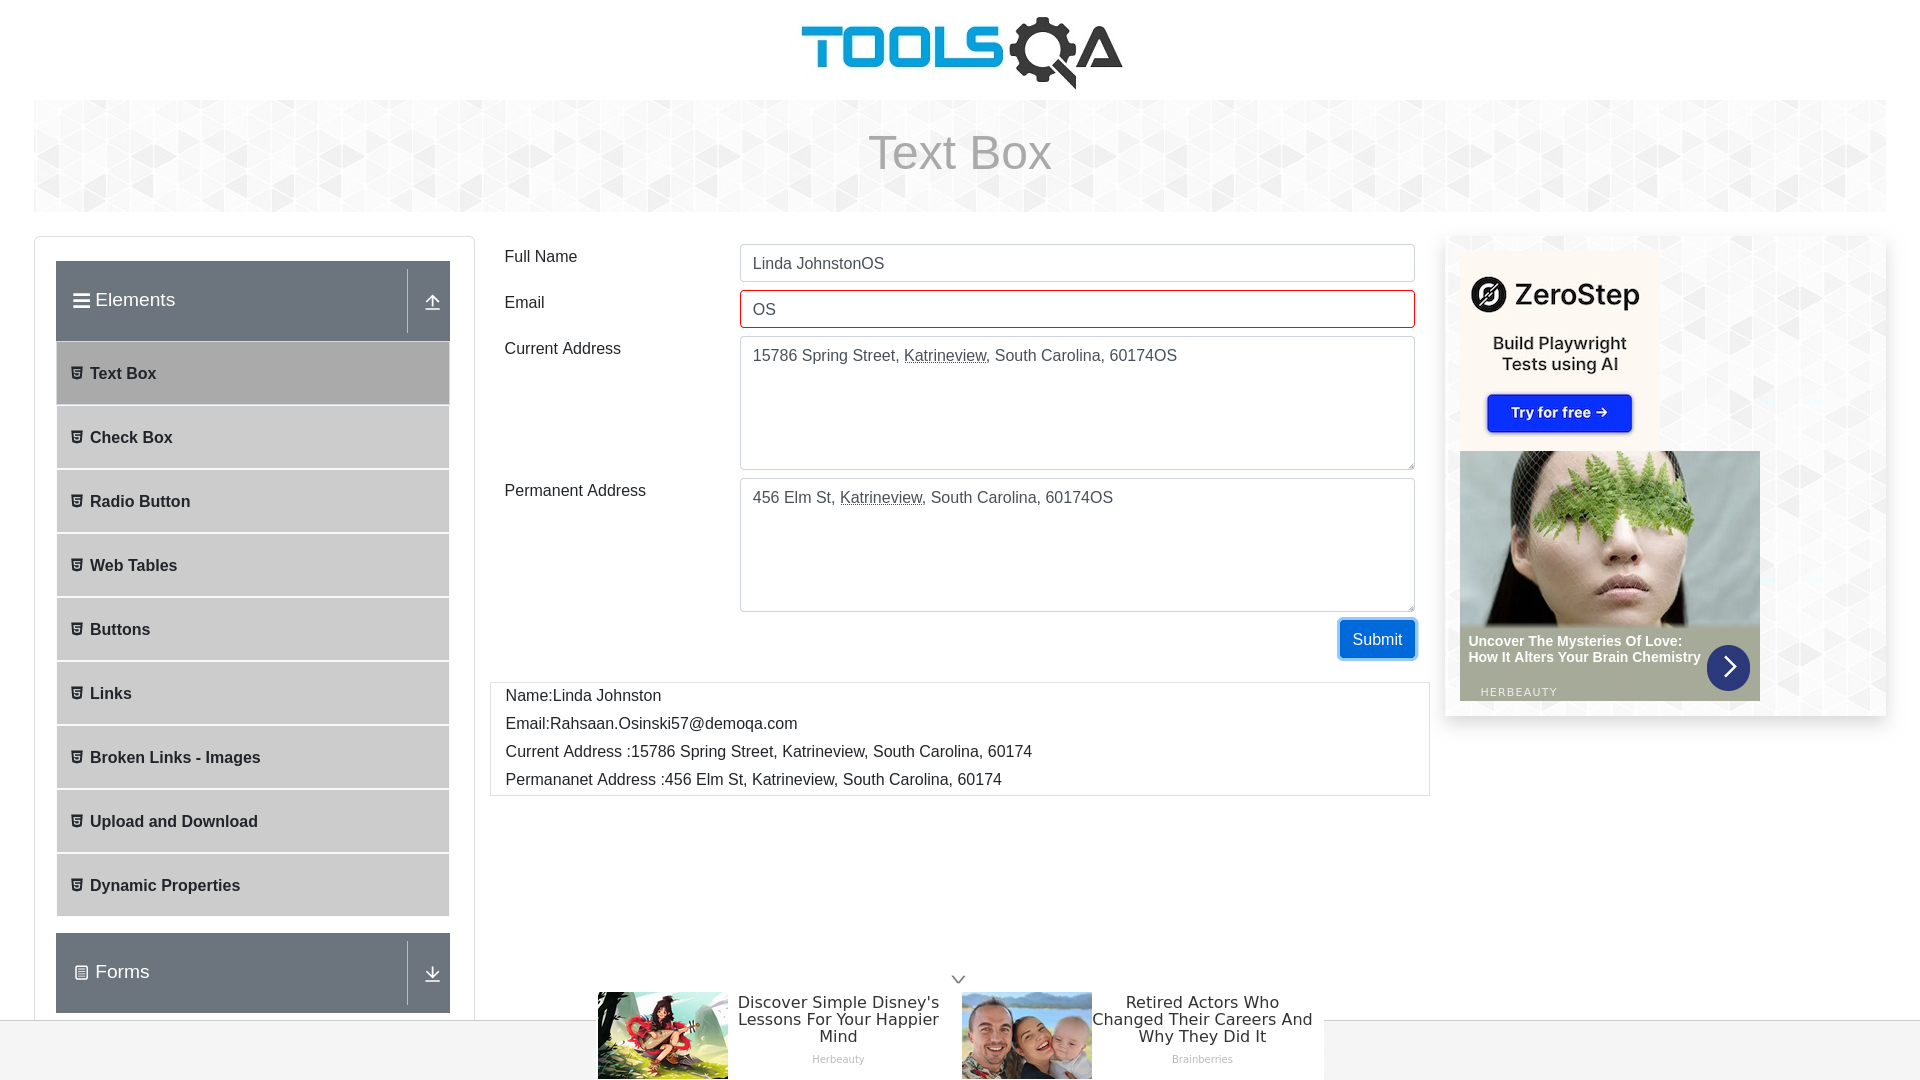 TOOLSQA
Text Box
Elements
Text Box
Check Box
Radio Button
Web Tables
Buttons
Links
Broken Links - Images
Upload and Download
Dynamic Properties
Forms
Full Name
Linda JohnstonOS
Email
OS
Current Address
15786 Spring Street, Katrineview, South Carolina, 60174OS
Permanent Address
456 Elm St, Katrineview, South Carolina, 60174OS
Submit
Name:Linda Johnston
Email:Rahsaan.Osinski57@demoqa.com
Current Address :15786 Spring Street, Katrineview, South Carolina, 60174
Permananet Address :456 Elm St, Katrineview, South Carolina, 60174
ZeroStep
Build Playwright
Tests using AI
Try for free →
Uncover The Mysteries Of Love:
How It Alters Your Brain Chemistry
HERBEAUTY
Discover Simple Disney's
Lessons For Your Happier
Mind
Herbeauty
Retired Actors Who
Changed Their Careers And
Why They Did It
Brainberries